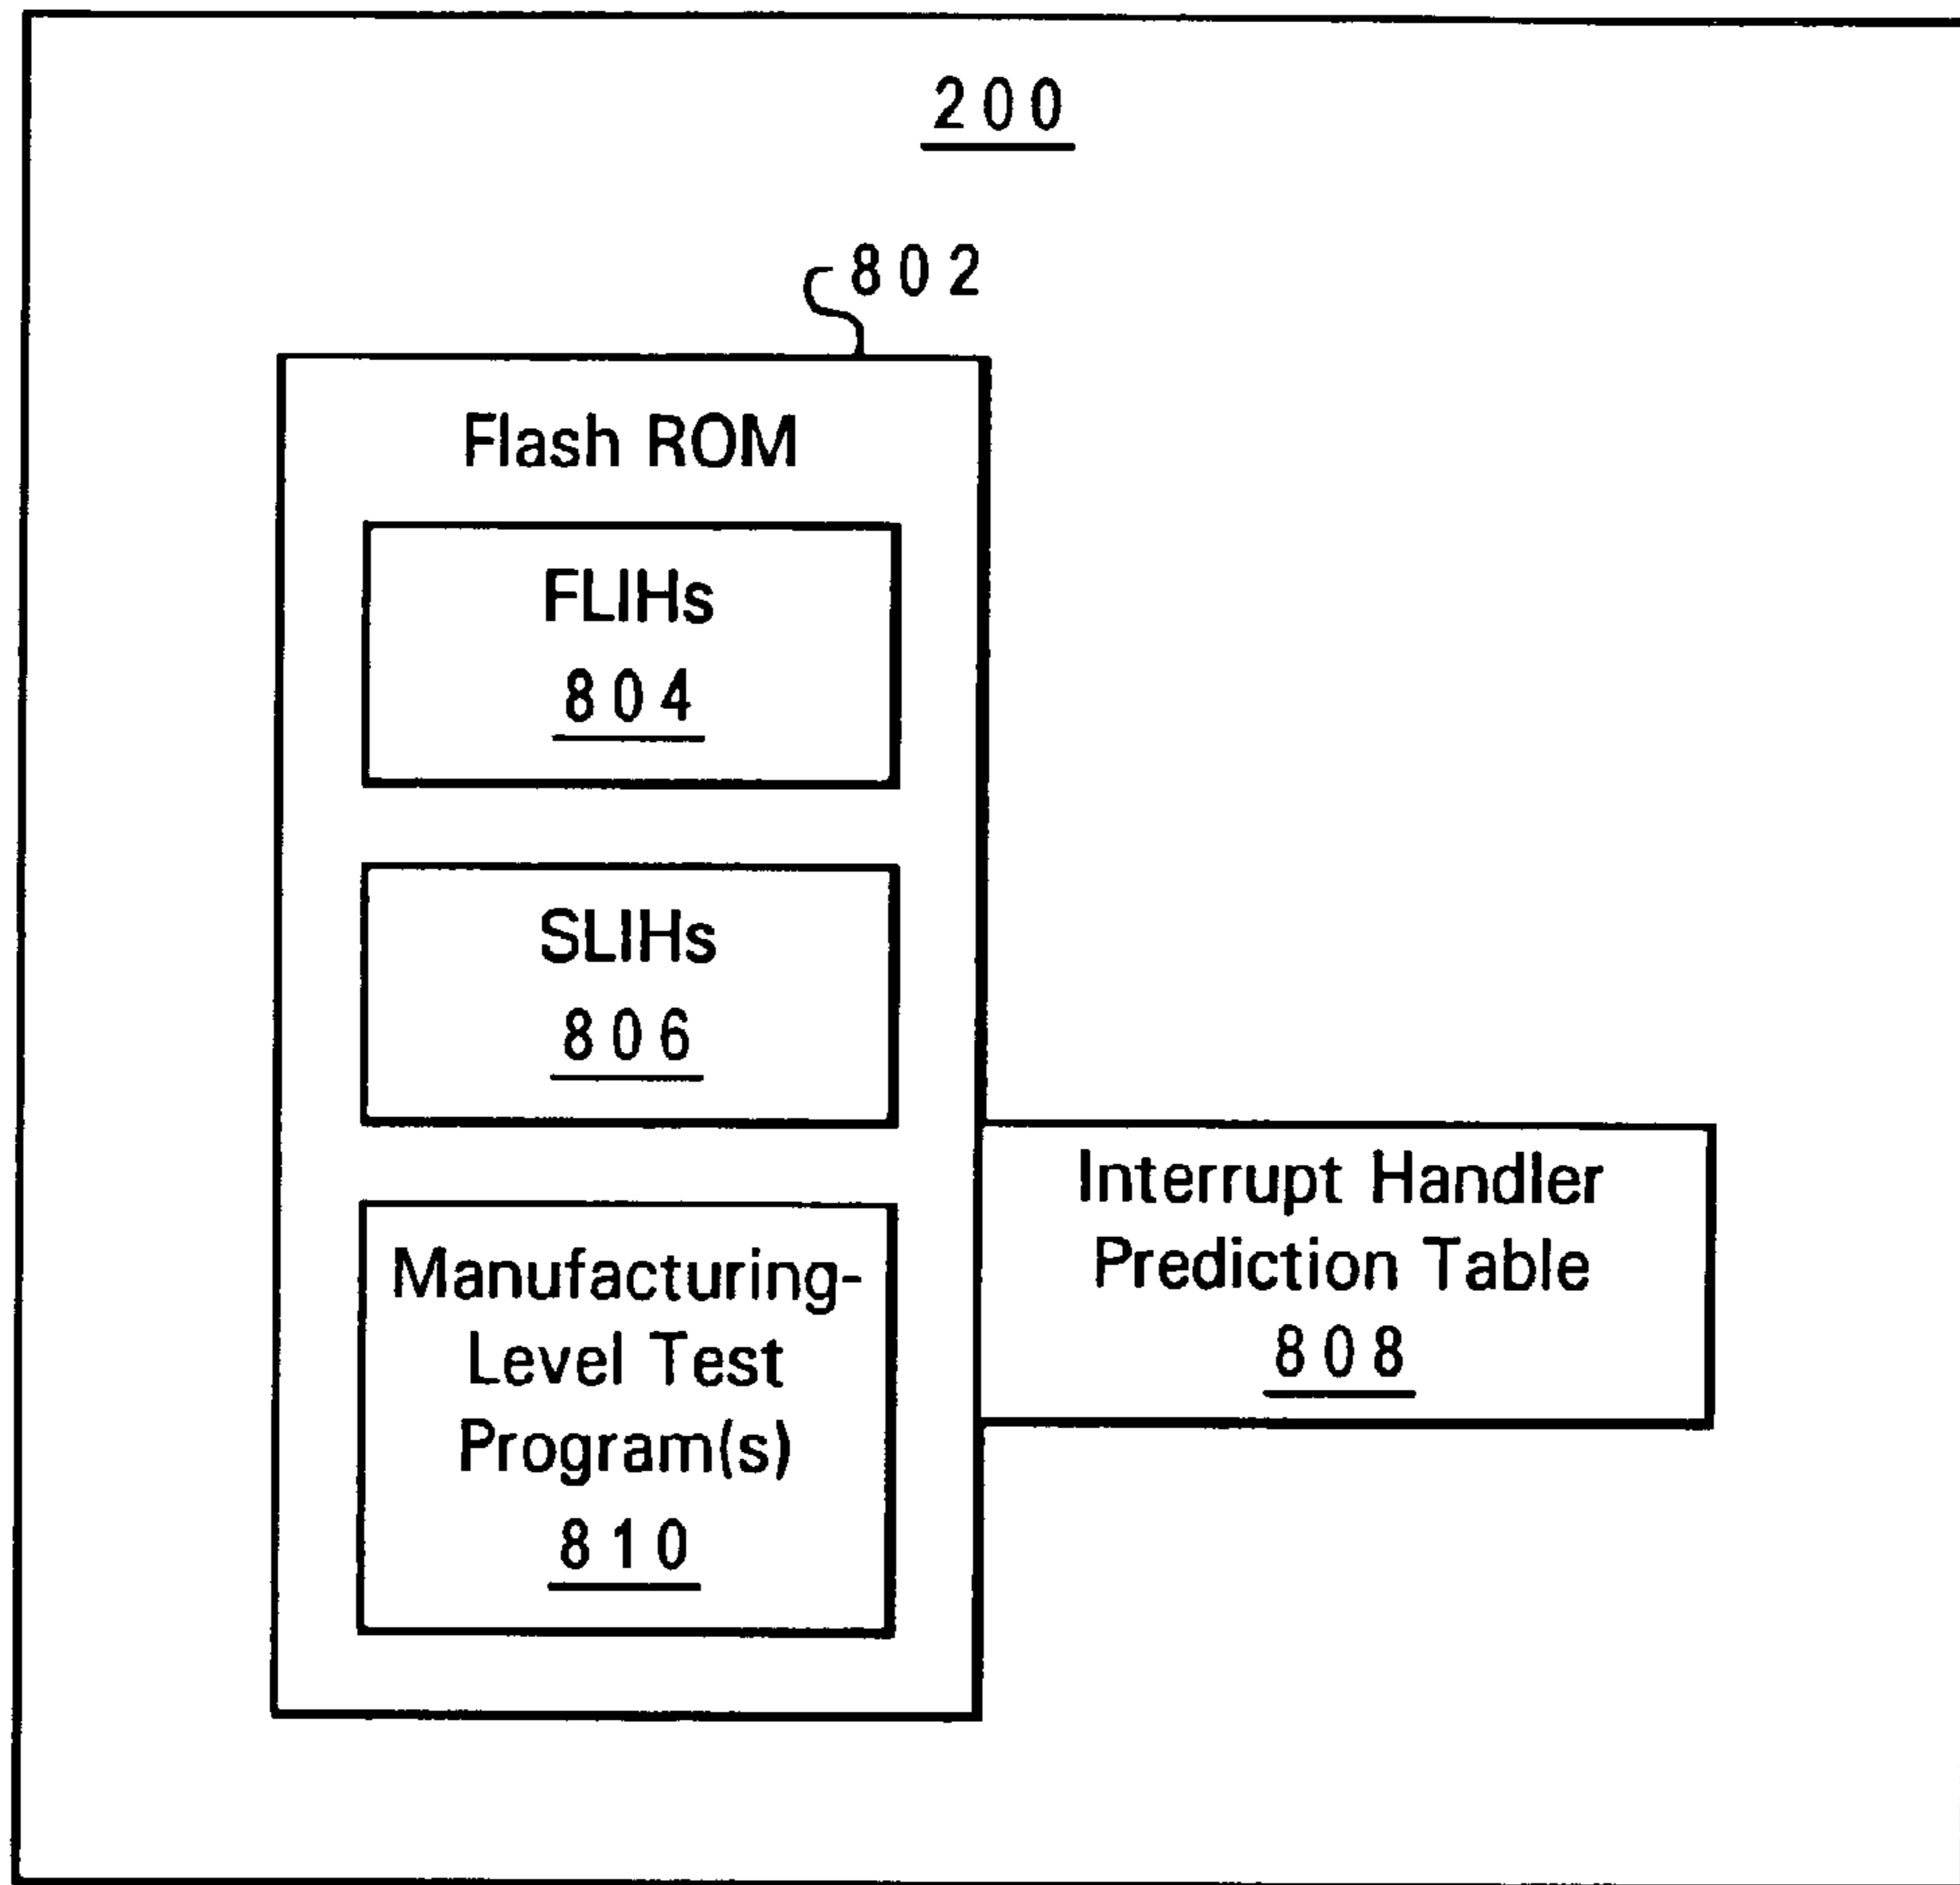 200
802
Flash ROM
FLIHs
804
SLIHs
806
Manufacturing-
Level Test
Program(s)
810
Interrupt Handler
Prediction Table
808